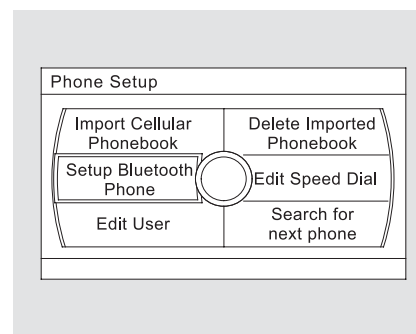 Phone Setup
Import Cellular
Phonebook
Setup Bluetooth
Phone
Edit User
Delete Imported
Phonebook
Edit Speed Dial
Search for
next phone